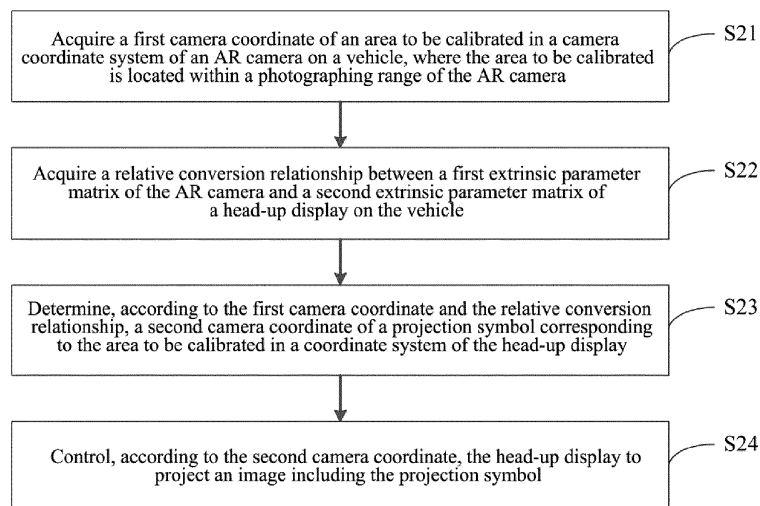 Acquire a first camera coordinate of an area to be calibrated in a camera
coordinate system of an AR camera on a vehicle, where the area to be calibrated
is located within a photographing range of the AR camera
S21
Acquire a relative conversion relationship between a first extrinsic parameter
matrix of the AR camera and a second extrinsic parameter matrix of
a head-up display on the vehicle
S22
Determine, according to the first camera coordinate and the relative conversion
relationship, a second camera coordinate of a projection symbol corresponding
to the area to be calibrated in a coordinate system of the head-up display
S23
Control, according to the second camera coordinate, the head-up display to
project an image including the projection symbol
S24